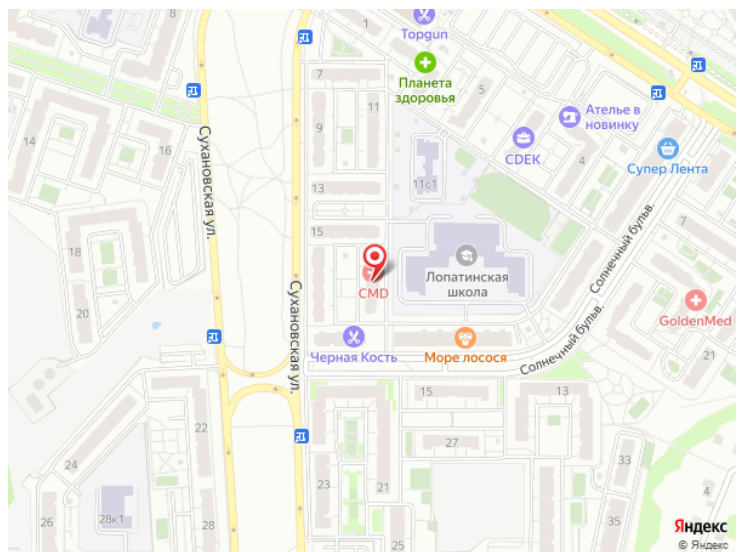 1
Topgun
Планета
здоровья
7
5
11
Ателье в
новинку
14
16
9
CDEK
4
Супер Лента
Сухановская ул.
11с1
13
7
18
15
Лопатинская
школа
Солнечный бульв.
20
CMD
GoldenMed
Сухановская ул.
Черная Кость
Море лосося
Солнечный бульв.
21
15
13
22
27
24
33
23
21
4
26
28к1
28
25
35
Яндекс
© Яндекс